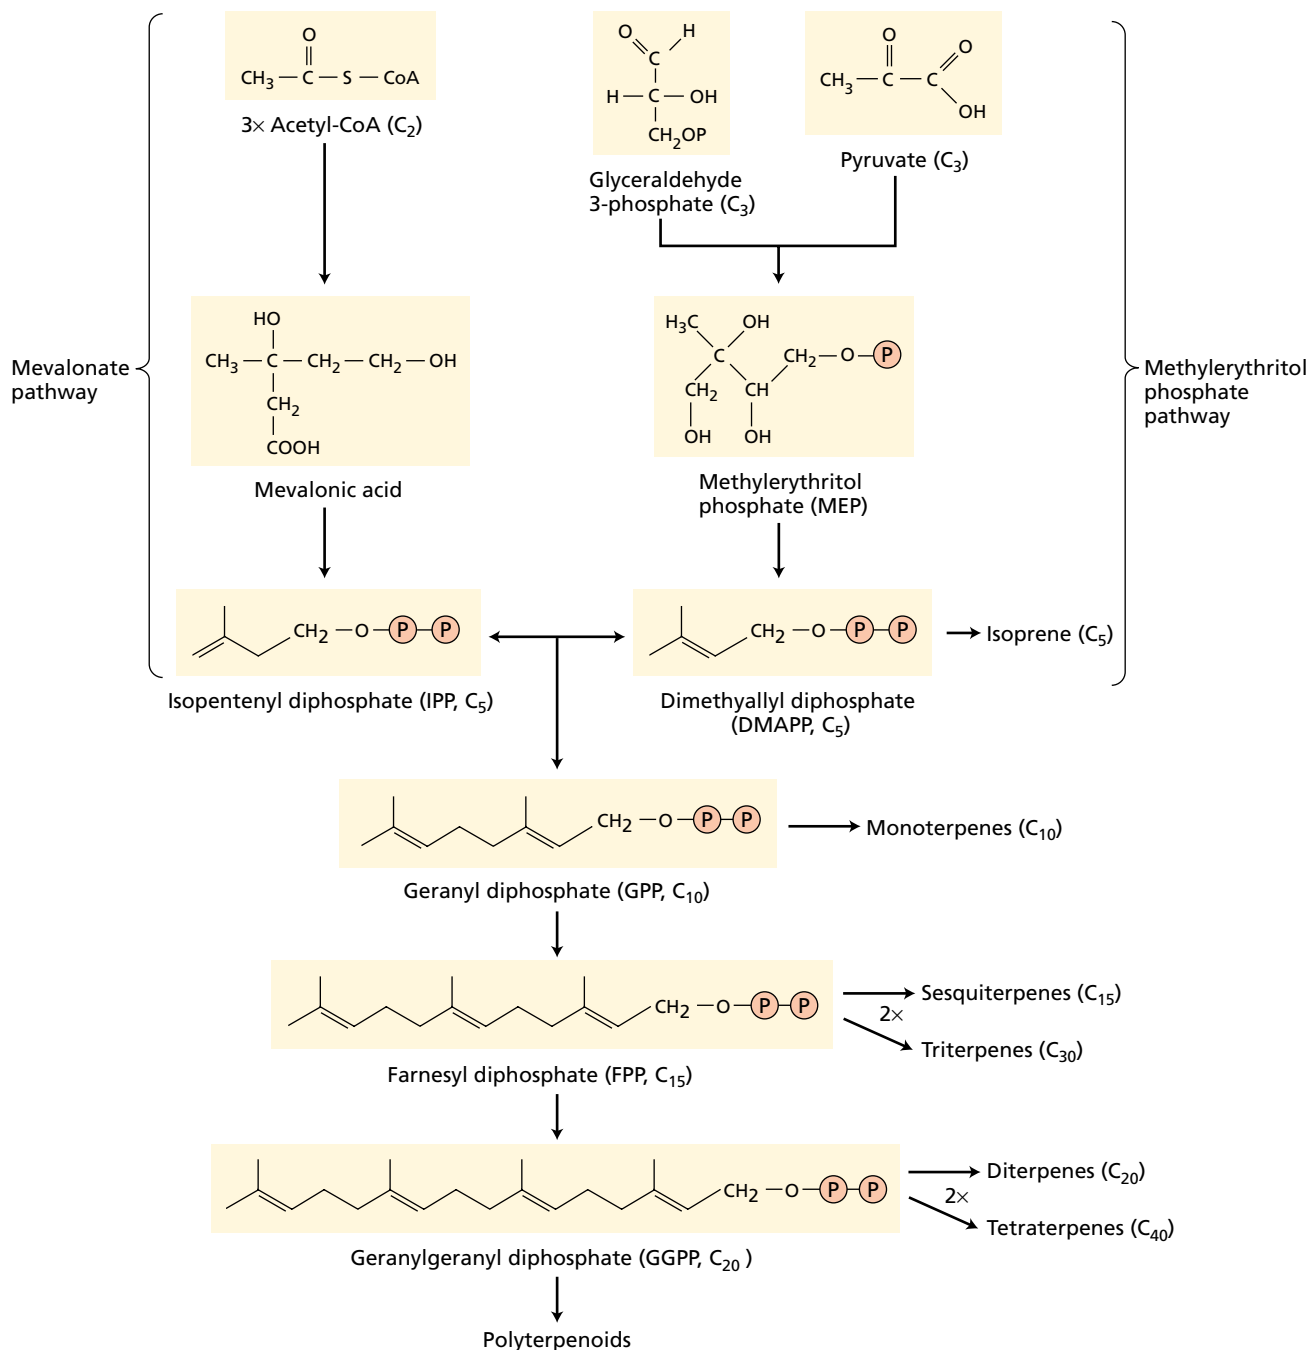 O
CH₃ — C — S — CoA
3× Acetyl-CoA (C₂)
O H
C
H — C — OH
CH₂OP
Glyceraldehyde
3-phosphate (C₃)
O O
CH₃ — C — C
OH
Pyruvate (C₃)
Mevalonate
pathway
HO
CH₃ — C — CH₂ — CH₂ — OH
CH₂
COOH
Mevalonic acid
H₃C OH
C CH₂ — O — P
CH₂ CH
OH OH
Methylerythritol
phosphate (MEP)
Methylerythritol
phosphate
pathway
CH₂ — O — P — P
Isopentenyl diphosphate (IPP, C₅)
CH₂ — O — P — P
Dimethyallyl diphosphate
(DMAPP, C₅)
Isoprene (C₅)
CH₂ — O — P — P
Geranyl diphosphate (GPP, C₁₀)
Monoterpenes (C₁₀)
CH₂ — O — P — P
Farnesyl diphosphate (FPP, C₁₅)
Sesquiterpenes (C₁₅)
2×
Triterpenes (C₃₀)
CH₂ — O — P — P
Geranylgeranyl diphosphate (GGPP, C₂₀ )
Diterpenes (C₂₀)
2×
Tetraterpenes (C₄₀)
Polyterpenoids